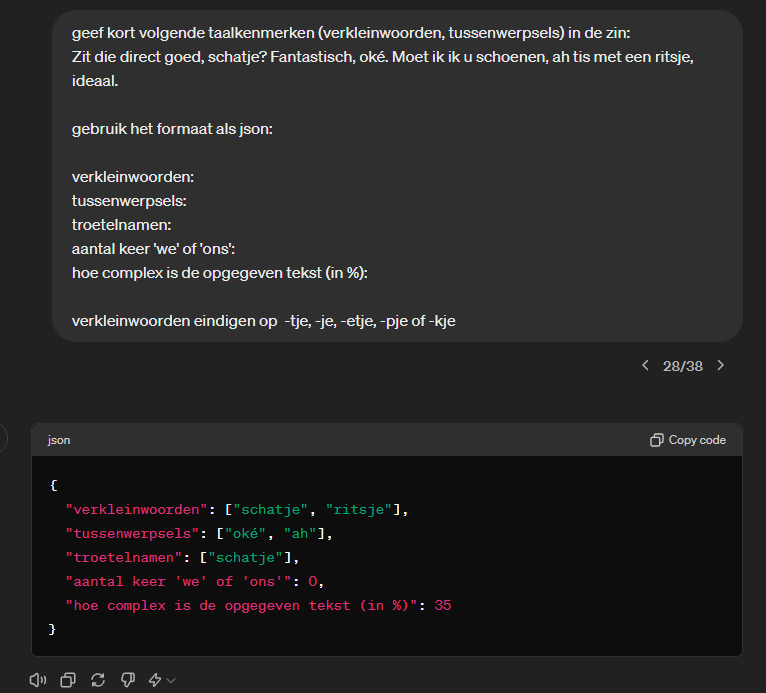 geef kort volgende taalkenmerken (verkleinwoorden, tussenwerpsels) in de zin:
Zit die direct goed, schatje? Fantastisch, oké. Moet ik ik u schoenen, ah tis met een ritsje,
ideaal.
gebruik het formaat als json:
verkleinwoorden:
tussenwerpsels:
troetelnamen:
aantal keer 'we' of 'ons':
hoe complex is de opgegeven tekst (in %):
verkleinwoorden eindigen op -tje, -je, -etje, -pje of -kje
28/38
json
Copy code
{
"verkleinwoorden": ["schatje", "ritsje"],
"tussenwerpsels": ["oké", "ah"],
"troetelnamen": ["schatje"],
"aantal keer 'we' of 'ons'": 0,
"hoe complex is de opgegeven tekst (in %)": 35
}